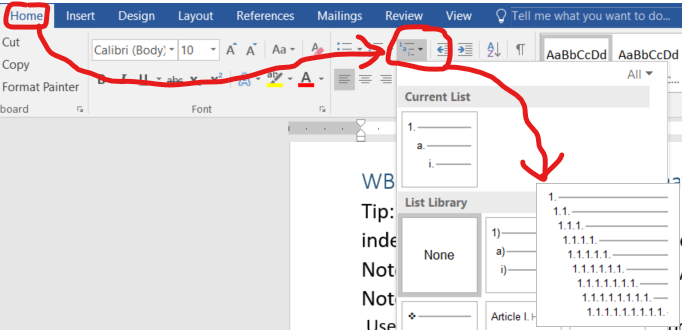 Home Insert Design Layout References Mailings Review View Tell me what you want to do...
Cut
Copy
Format Painter
board
Calibri (Body) 10 A A Aa
B I U abc x x² A aby A
Font
AaBbCcDd AaBbCcDd
All
Current List
1.
a.
i.
List Library
None
1)
a)
i)
Article I. H
1.
1.1.
1.1.1.
1.1.1.1.
1.1.1.1.1.
1.1.1.1.1.1.
1.1.1.1.1.1.1.
1.1.1.1.1.1.1.1.
1.1.1.1.1.1.1.1.1.
WB
Tip:
inde
Not
Not
Use